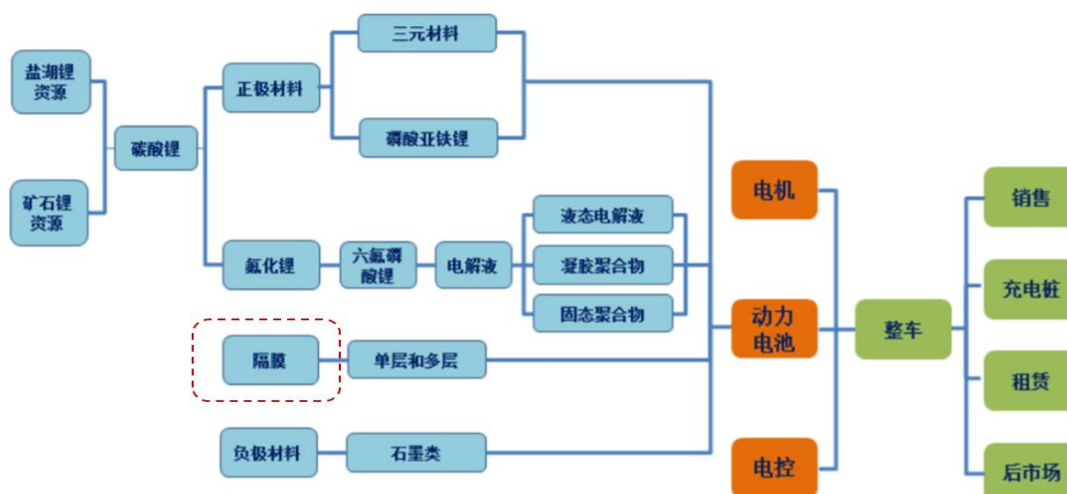 盐湖锂
资源
矿石锂
资源
碳酸锂
正极材料
三元材料
磷酸亚铁锂
氟化锂
六氟磷
酸锂
电解液
液态电解液
凝胶聚合物
固态聚合物
隔膜
单层和多层
负极材料
石墨类
电机
动力
电池
电控
整车
销售
充电桩
租赁
后市场